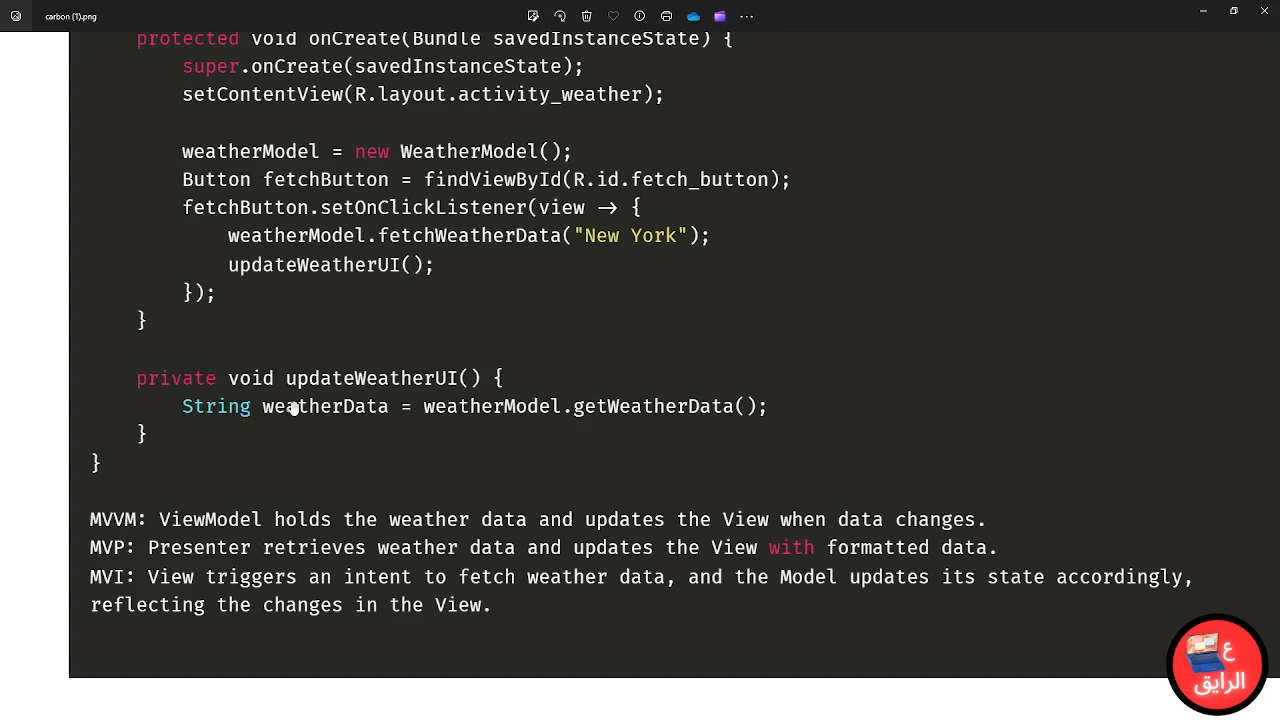 carbon (1).png
protected void onCreate(Bundle savedInstanceState) {
super.onCreate(savedInstanceState);
setContentView(R.layout.activity_weather);
weatherModel = new WeatherModel();
Button fetchButton = findViewById(R.id.fetch_button);
fetchButton.setOnClickListener(view -> {
weatherModel.fetchWeatherData("New York");
updateWeatherUI();
});
}
private void updateWeatherUI() {
String weatherData = weatherModel.getWeatherData();
}
}
MVVM: ViewModel holds the weather data and updates the View when data changes.
MVP: Presenter retrieves weather data and updates the View with formatted data.
MVI: View triggers an intent to fetch weather data, and the Model updates its state accordingly,
reflecting the changes in the View.
ع
الرايق